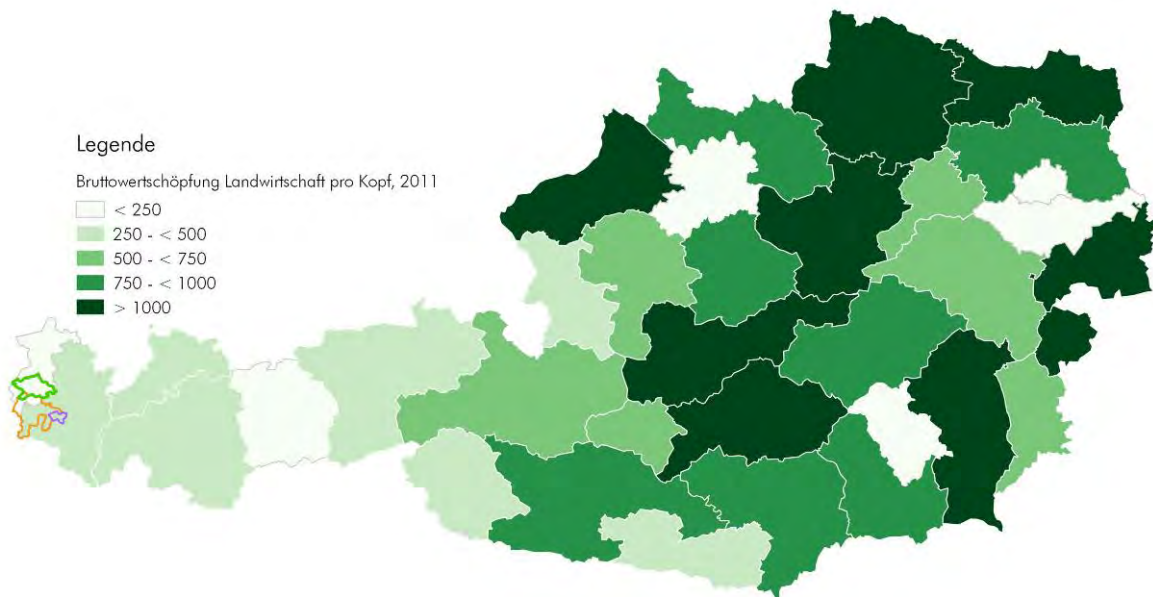 Legende
Bruttowertschöpfung Landwirtschaft pro Kopf, 2011
< 250
250 - < 500
500 - < 750
750 - < 1000
> 1000